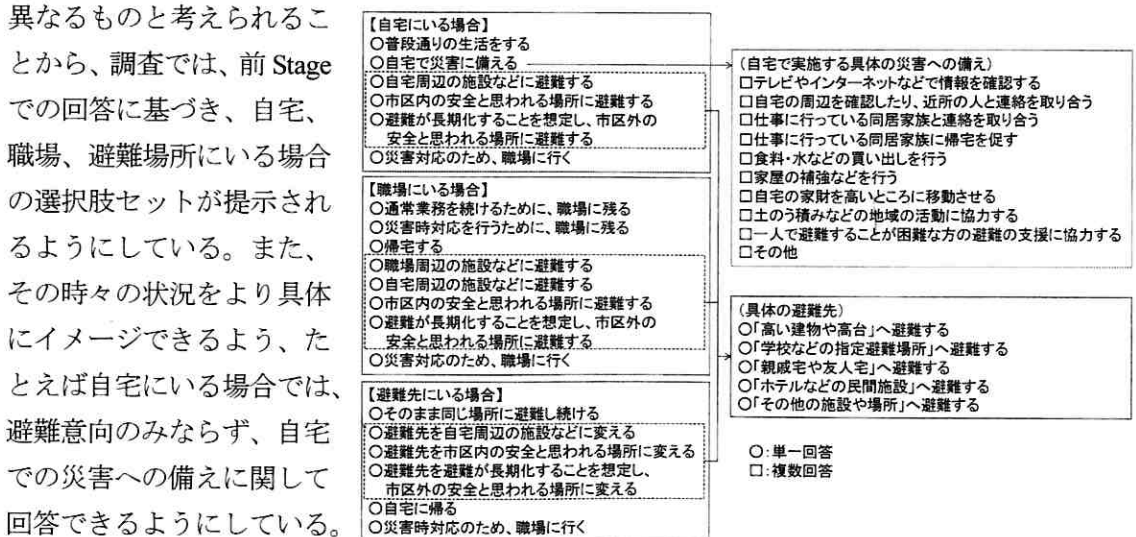 異なるものと考えられるこ
とから、調査では、前 Stage
での回答に基づき、自宅、
職場、避難場所にいる場合
の選択肢セットが提示され
るようにしている。また、
その時々の状況をより具体
にイメージできるよう、た
とえば自宅にいる場合では、
避難意向のみならず、自宅
での災害への備えに関して
回答できるようにしている。
【自宅にいる場合】
○普段通りの生活をする
○自宅で災害に備える
○自宅周辺の施設などに避難する
○市区内の安全と思われる場所に避難する
○避難が長期化することを想定し、市区外の
安全と思われる場所に避難する
○災害対応のため、職場に行く
【職場にいる場合】
○通常業務を続けるために、職場に残る
○災害時対応を行うために、職場に残る
○帰宅する
○職場周辺の施設などに避難する
○自宅周辺の施設などに避難する
○市区内の安全と思われる場所に避難する
○避難が長期化することを想定し、市区外の
安全と思われる場所に避難する
○災害対応のため、職場に行く
【避難先にいる場合】
○そのまま同じ場所に避難し続ける
○避難先を自宅周辺の施設などに変える
○避難先を市区内の安全と思われる場所に変える
○避難先を避難が長期化することを想定し、
市区外の安全と思われる場所に変える
○自宅に帰る
○災害時対応のため、職場に行く
(自宅で実施する具体の災害への備え)
□テレビやインターネットなどで情報を確認する
□自宅の周辺を確認したり、近所の人と連絡を取り合う
□仕事に行っている同居家族と連絡を取り合う
□仕事に行っている同居家族に帰宅を促す
□食料・水などの買い出しを行う
□家屋の補強などを行う
□自宅の家財を高いところに移動させる
□土のう積みなどの地域の活動に協力する
□一人で避難することが困難な方の避難の支援に協力する
□その他
(具体の避難先)
○「高い建物や高台」へ避難する
○「学校などの指定避難場所」へ避難する
○「親戚宅や友人宅」へ避難する
○「ホテルなどの民間施設」へ避難する
○「その他の施設や場所」へ避難する
○:単一回答
□:複数回答